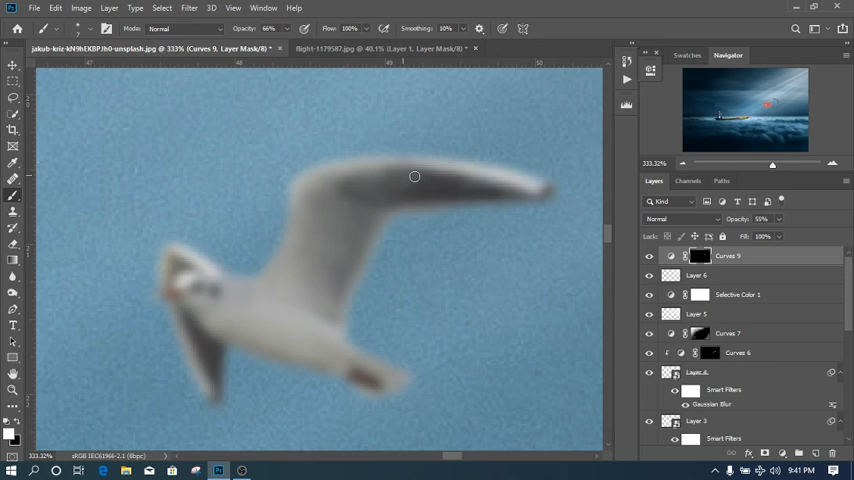 File Edit Image Layer Type Select Filter 3D View Window Help
Mode: Normal Opacity: 66% Flow: 100% Smoothing: 10%
jakub-kriz-kN9hEKBPJh0-unsplash.jpg @ 333% (Curves 9, Layer Mask/8) * ×
flight-1179587.jpg @ 40.1% (Layer 1, Layer Mask/8) * ×
Swatches Navigator
47 48 49 50
333.32%
Layers Channels Paths
Kind
Normal Opacity: 55%
Lock: Fill: 100%
Curves 9
Layer 6
Selective Color 1
Layer 5
Curves 7
Curves 6
Layer 4
Smart Filters
Gaussian Blur
Layer 3
Smart Filters
333.32% sRGB IEC61966-2.1 (8bpc)
9:41 PM